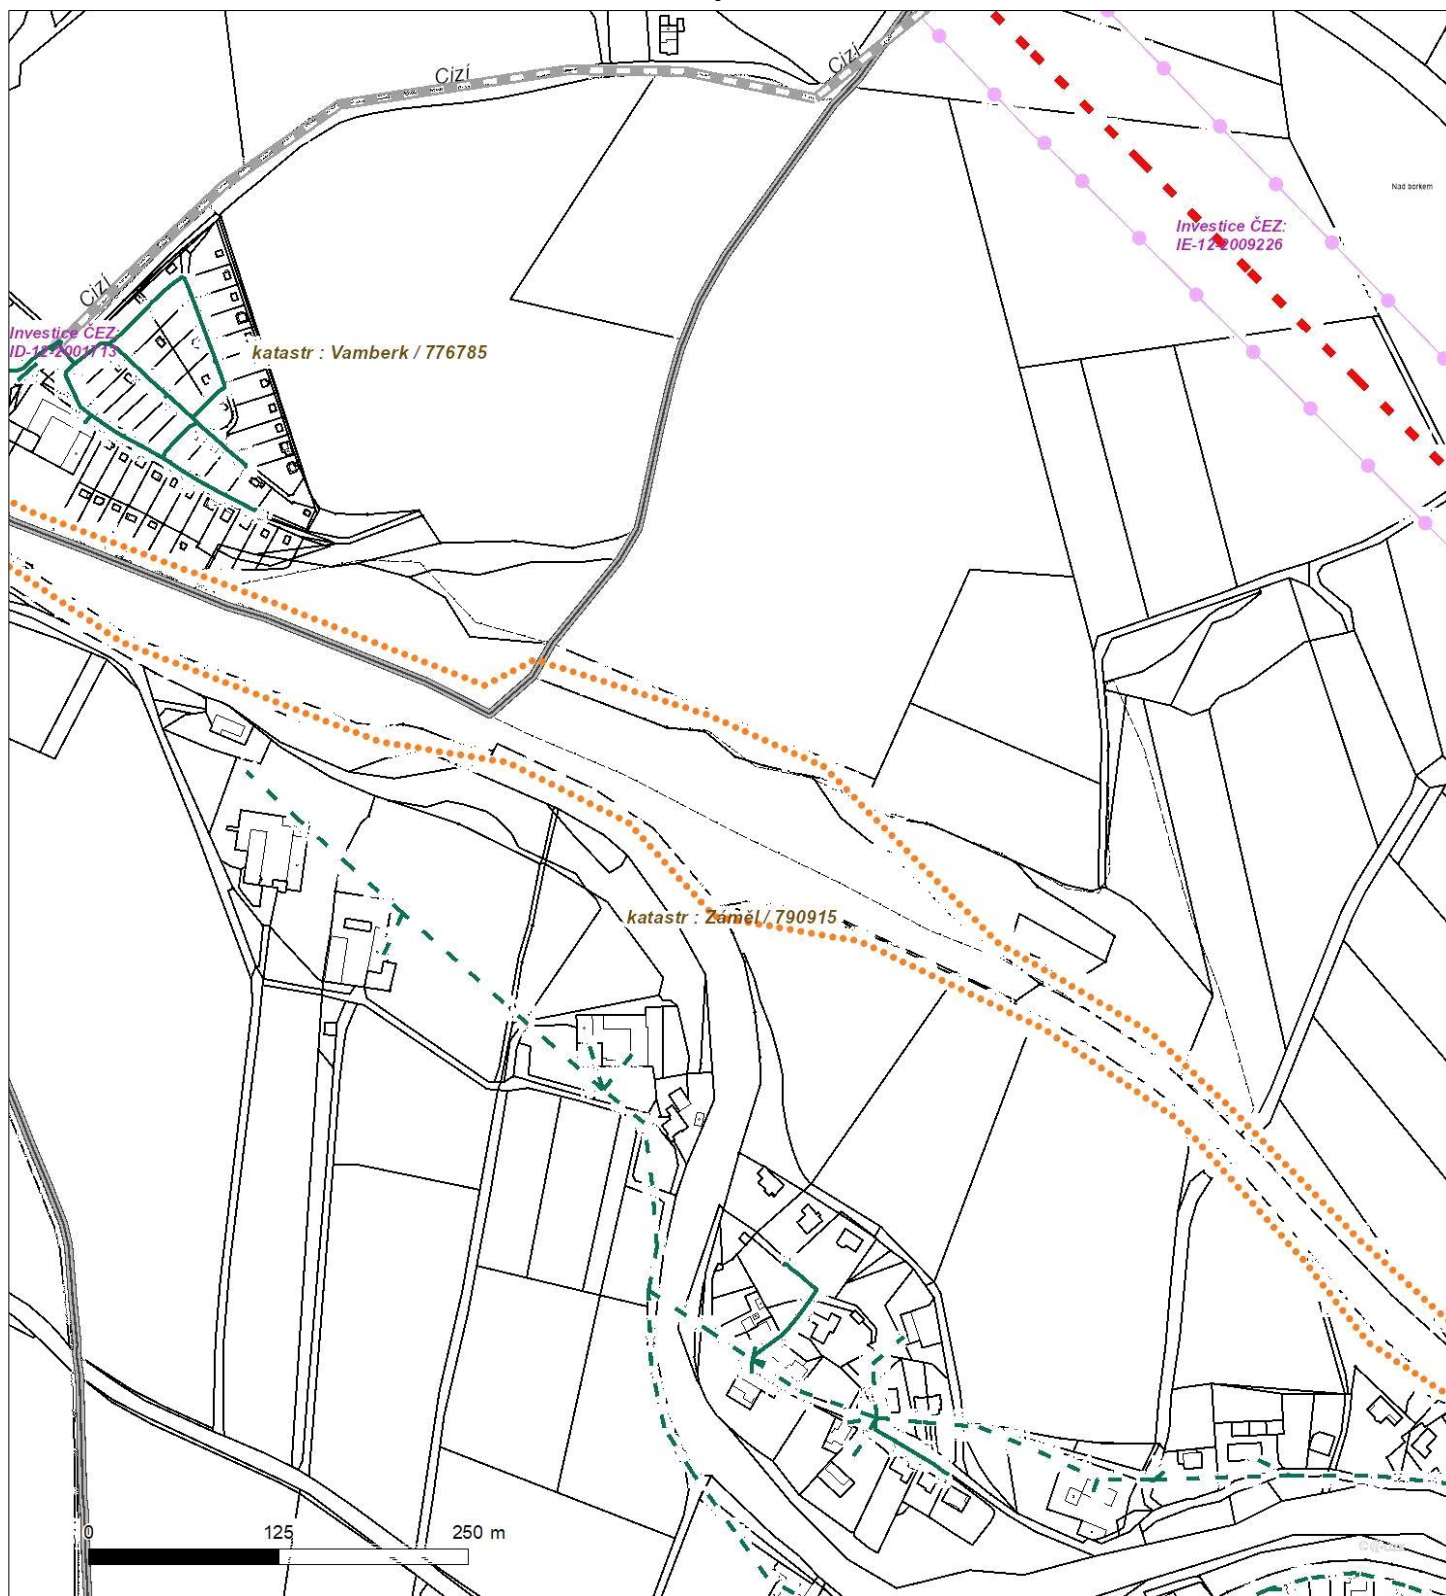 Cizí
Cizí
Nad borkem
Investice ČEZ:
IE-12-2009226
Cizí
Investice ČEZ:
ID-12-2001713
katastr : Vamberk / 776785
katastr : Záměl / 790915
0 125 250 m